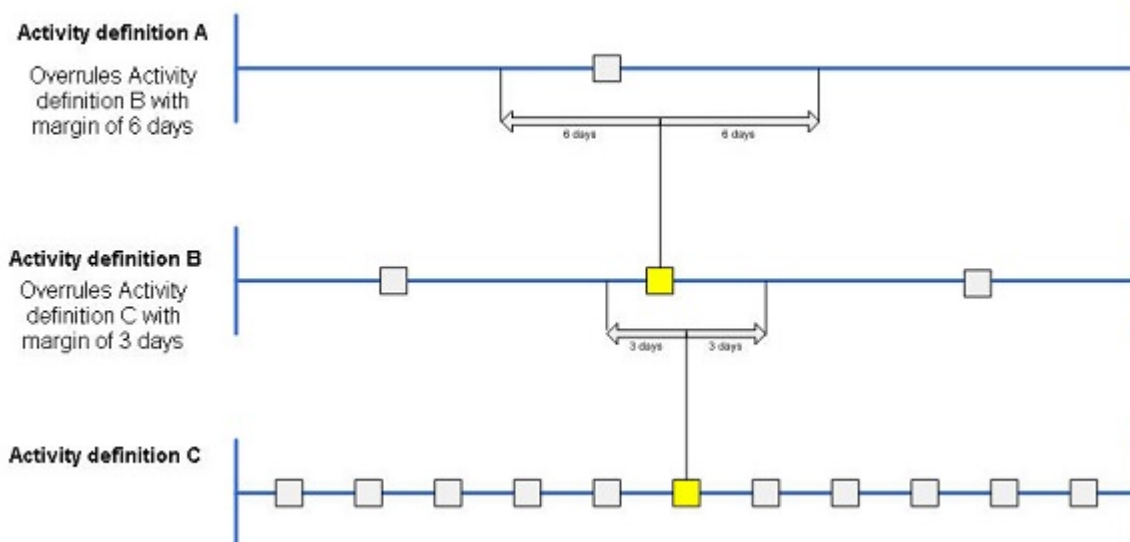 Activity definition A
Overrules Activity
definition B with
margin of 6 days
6 days
6 days
Activity definition B
Overrules Activity
definition C with
margin of 3 days
3 days
3 days
Activity definition C